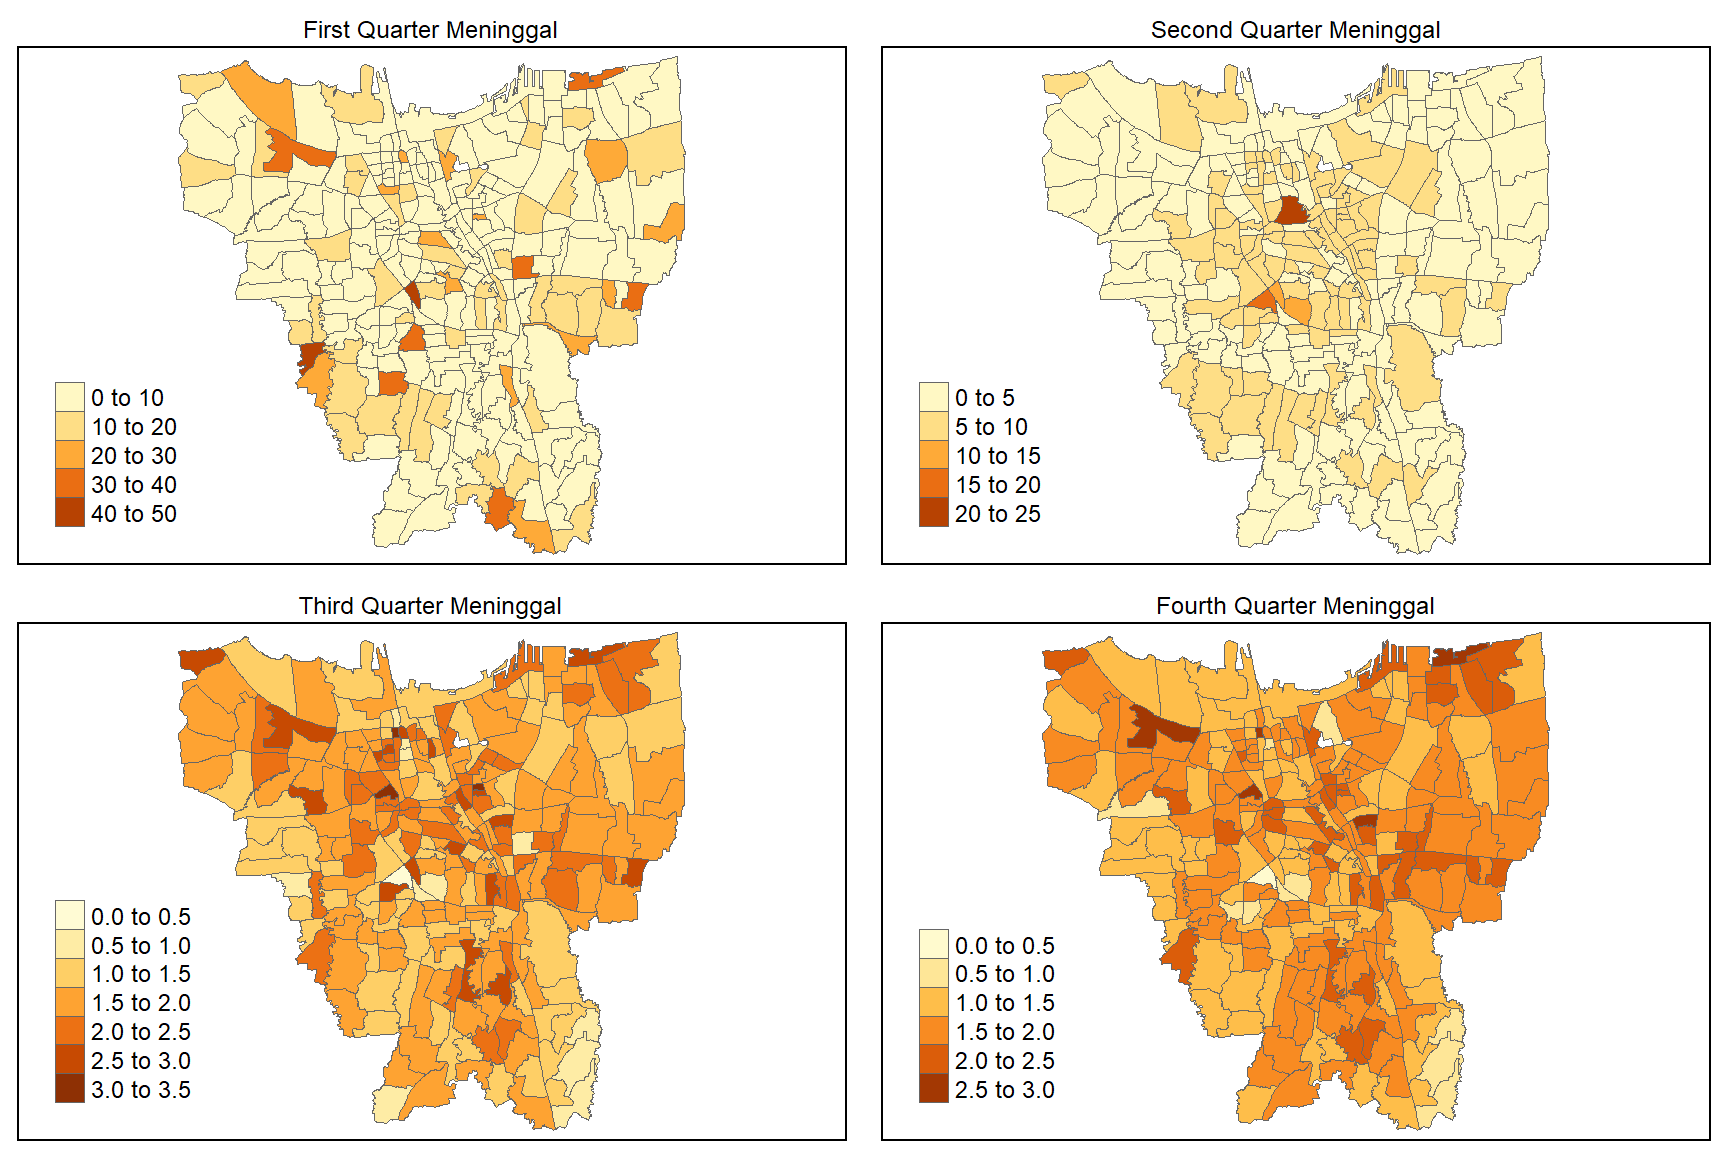 First Quarter Meninggal
0 to 10
10 to 20
20 to 30
30 to 40
40 to 50
Second Quarter Meninggal
0 to 5
5 to 10
10 to 15
15 to 20
20 to 25
Third Quarter Meninggal
0.0 to 0.5
0.5 to 1.0
1.0 to 1.5
1.5 to 2.0
2.0 to 2.5
2.5 to 3.0
3.0 to 3.5
Fourth Quarter Meninggal
0.0 to 0.5
0.5 to 1.0
1.0 to 1.5
1.5 to 2.0
2.0 to 2.5
2.5 to 3.0